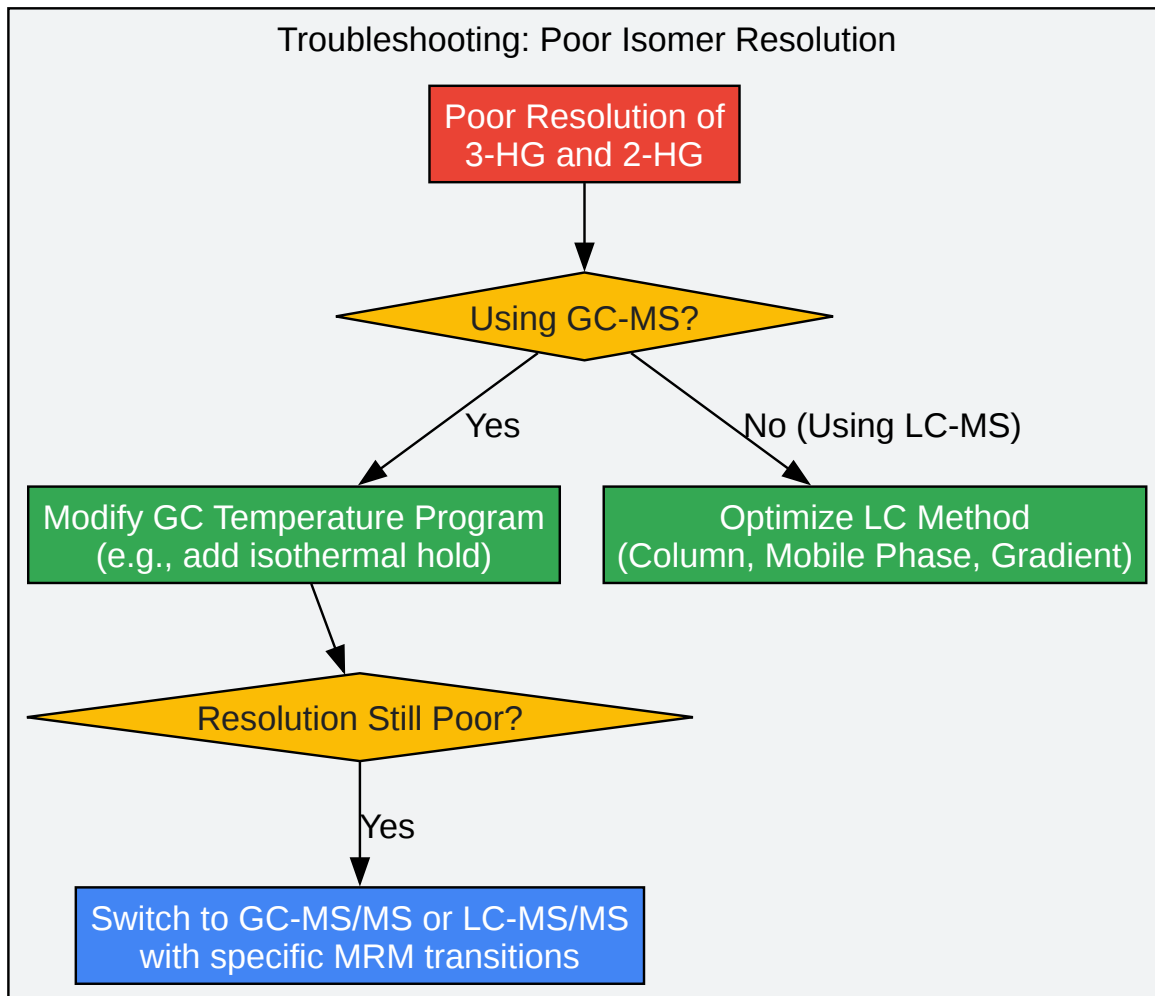 Troubleshooting: Poor Isomer Resolution
Poor Resolution of
3-HG and 2-HG
Using GC-MS?
Yes
No (Using LC-MS)
Modify GC Temperature Program
(e.g., add isothermal hold)
Optimize LC Method
(Column, Mobile Phase, Gradient)
Resolution Still Poor?
Yes
Switch to GC-MS/MS or LC-MS/MS
with specific MRM transitions